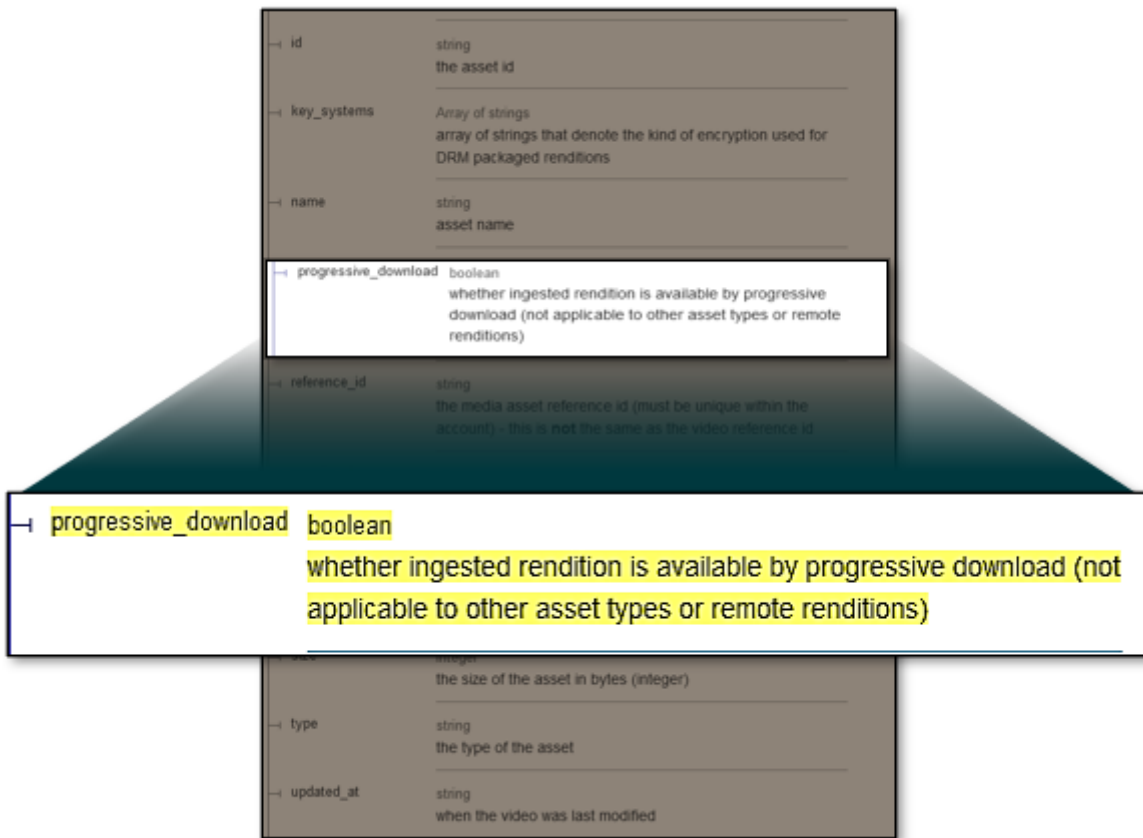 id
string
the asset id
key_systems
Array of strings
array of strings that denote the kind of encryption used for
DRM packaged renditions
name
string
asset name
progressive_download
boolean
whether ingested rendition is available by progressive
download (not applicable to other asset types or remote
renditions)
reference_id
string
the media asset reference id (must be unique within the
account) - this is not the same as the video reference id
progressive_download
boolean
whether ingested rendition is available by progressive download (not
applicable to other asset types or remote renditions)
size
integer
the size of the asset in bytes (integer)
type
string
the type of the asset
updated_at
string
when the video was last modified